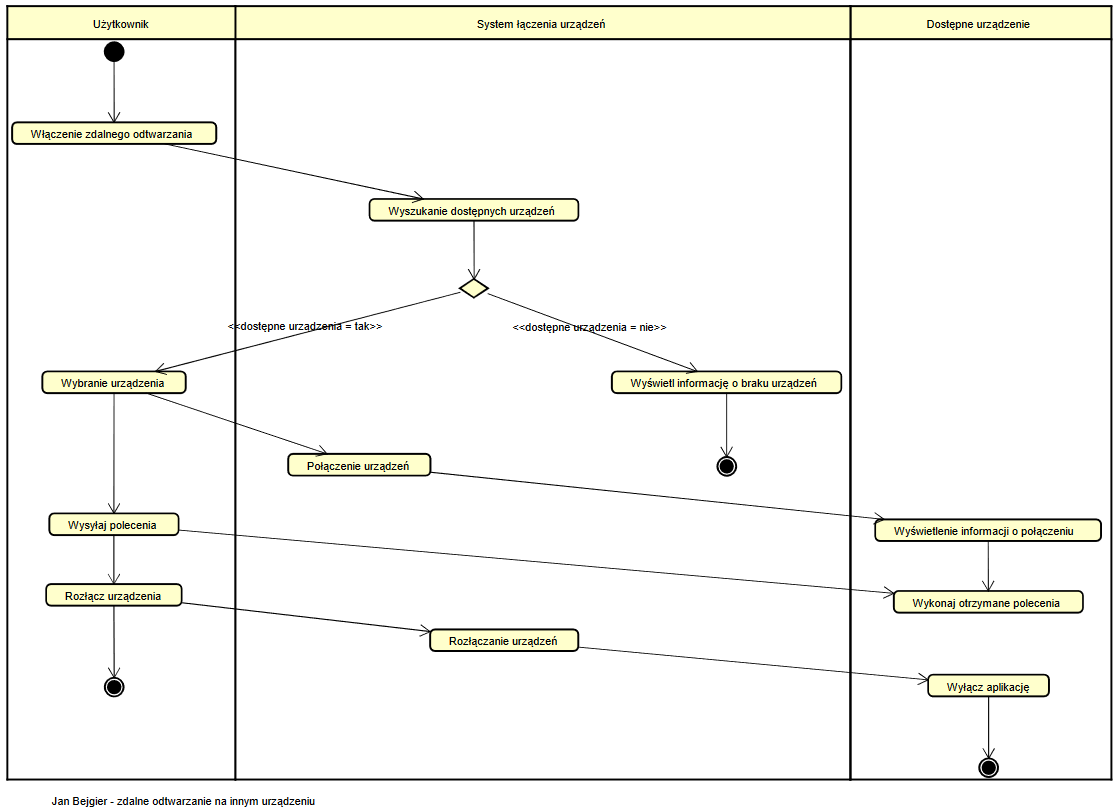 Użytkownik
System łączenia urządzeń
Dostępne urządzenie
Włączenie zdalnego odtwarzania
Wyszukanie dostępnych urządzeń
<<dostępne urządzenia = tak>>
<<dostępne urządzenia = nie>>
Wybranie urządzenia
Wyświetl informację o braku urządzeń
Połączenie urządzeń
Wysyłaj polecenia
Wyświetlenie informacji o połączeniu
Rozłącz urządzenia
Wykonaj otrzymane polecenia
Rozłączanie urządzeń
Wyłącz aplikację
Jan Bejgier - zdalne odtwarzanie na innym urządzeniu